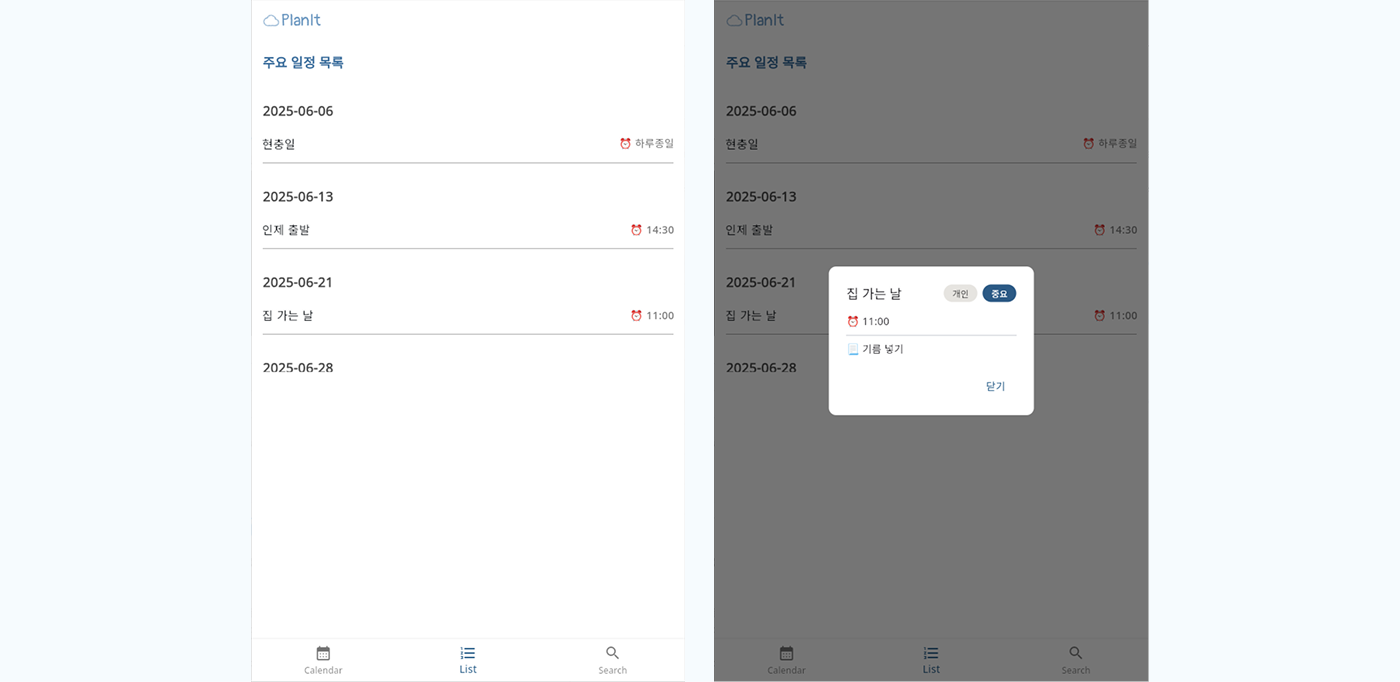 PlanIt
주요 일정 목록
2025-06-06
현충일 ⏰ 하루종일
2025-06-13
인제 출발 ⏰ 14:30
2025-06-21
집 가는 날 ⏰ 11:00
2025-06-28
Calendar List Search
PlanIt
주요 일정 목록
2025-06-06
현충일 ⏰ 하루종일
2025-06-13
인제 출발 ⏰ 14:30
2025-06-21
집 가는 날 ⏰ 11:00
2025-06-28
집 가는 날 개인 중요
⏰ 11:00
📃 기름 넣기
닫기
Calendar List Search